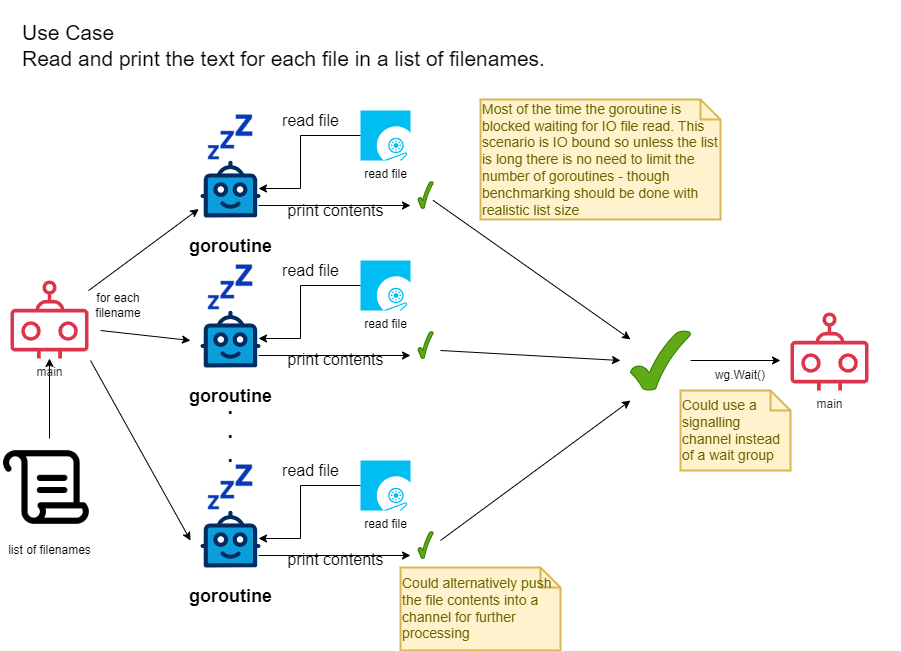 Use Case
Read and print the text for each file in a list of filenames.
read file
read file
print contents
goroutine
Most of the time the goroutine is
blocked waiting for IO file read. This
scenario is IO bound so unless the list
is long there is no need to limit the
number of goroutines - though
benchmarking should be done with
realistic list size
for each
filename
main
list of filenames
read file
read file
print contents
goroutine
wg.Wait()
main
Could use a
signalling
channel instead
of a wait group
read file
read file
print contents
goroutine
Could alternatively push
the file contents into a
channel for further
processing